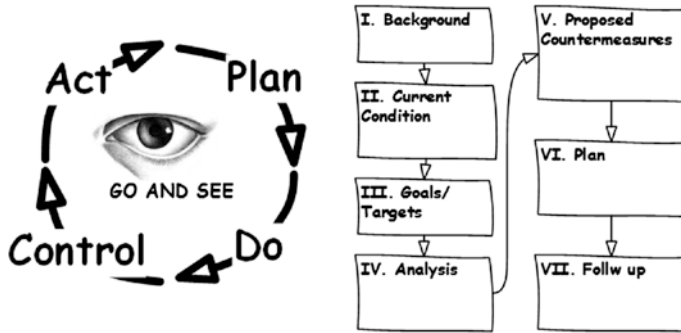 Act
Plan
GO AND SEE
Control
Do
I. Background
II. Current
Condition
III. Goals/
Targets
IV. Analysis
V. Proposed
Countermeasures
VI. Plan
VII. Follw up